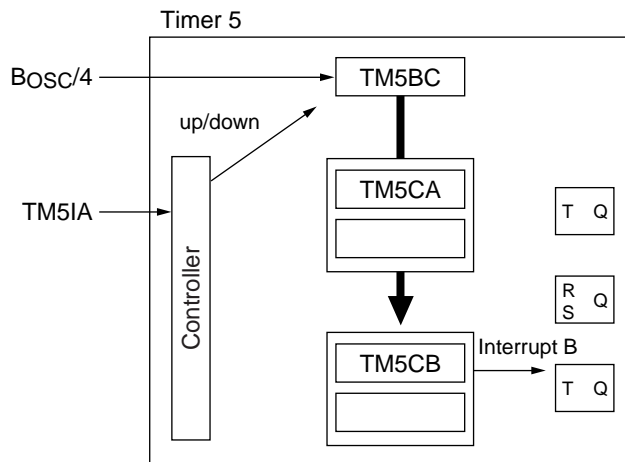 Timer 5
BOSC/4
TM5BC
up/down
TM5CA
TM5IA
T Q
Controller
R
S Q
Interrupt B
TM5CB
T Q